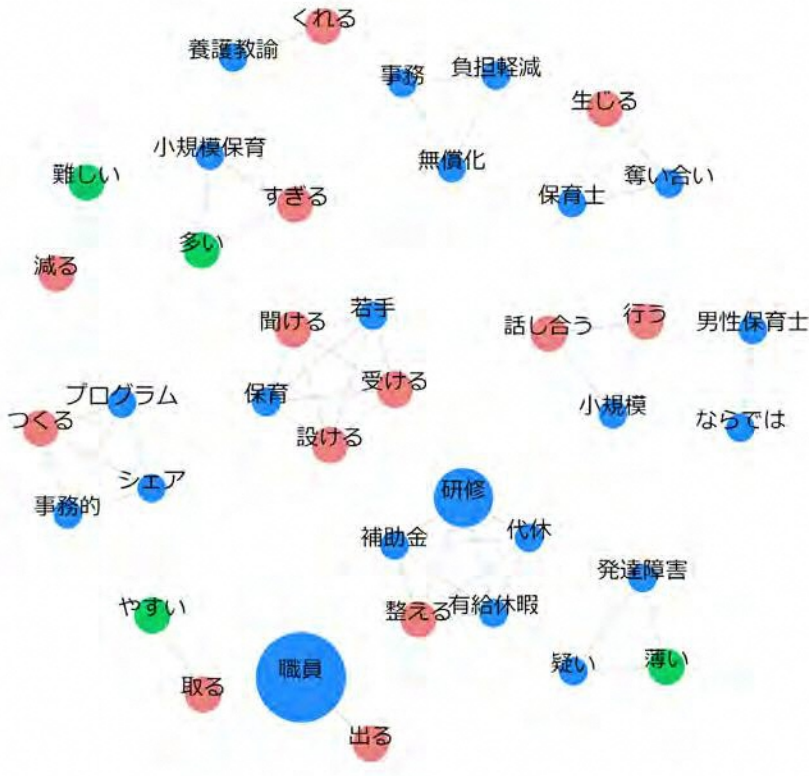 くれる
養護教諭
事務
負担軽減
生じる
小規模保育
無償化
難しい
すぎる
保育士
奪い合い
多い
減る
聞ける
若手
話し合う
行う
男性保育士
プログラム
つくる
保育
受ける
小規模
ならでは
設ける
シェア
事務的
研修
補助金
代休
発達障害
やすい
整える
有給休暇
職員
疑い
薄い
取る
出る